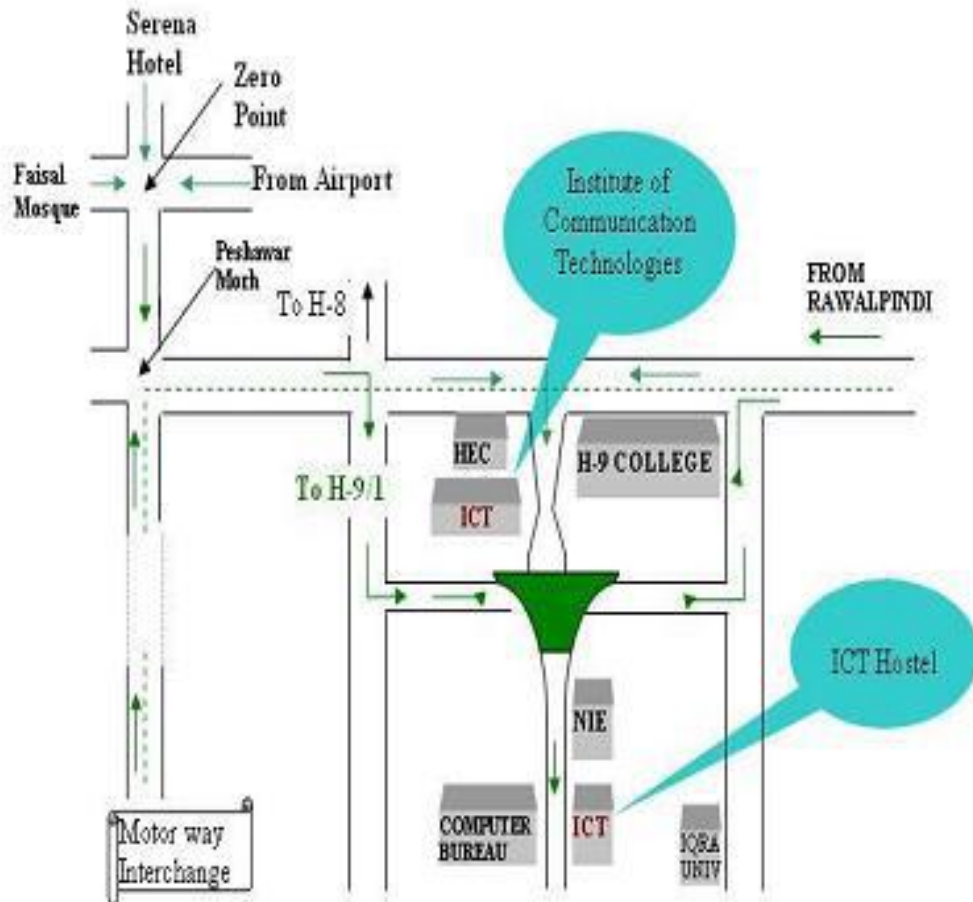 Serena
Hotel
Zero
Point
Faisal
Mosque
From Airport
Institute of
Communication
Technologies
Peshawar
Moch
To H-8
FROM
RAWALPINDI
HEC
H-9 COLLEGE
To H-9/1
ICT
ICT Hostel
NIE
COMPUTER
BUREAU
ICT
IQRA
UNIV
Motor way
Interchange